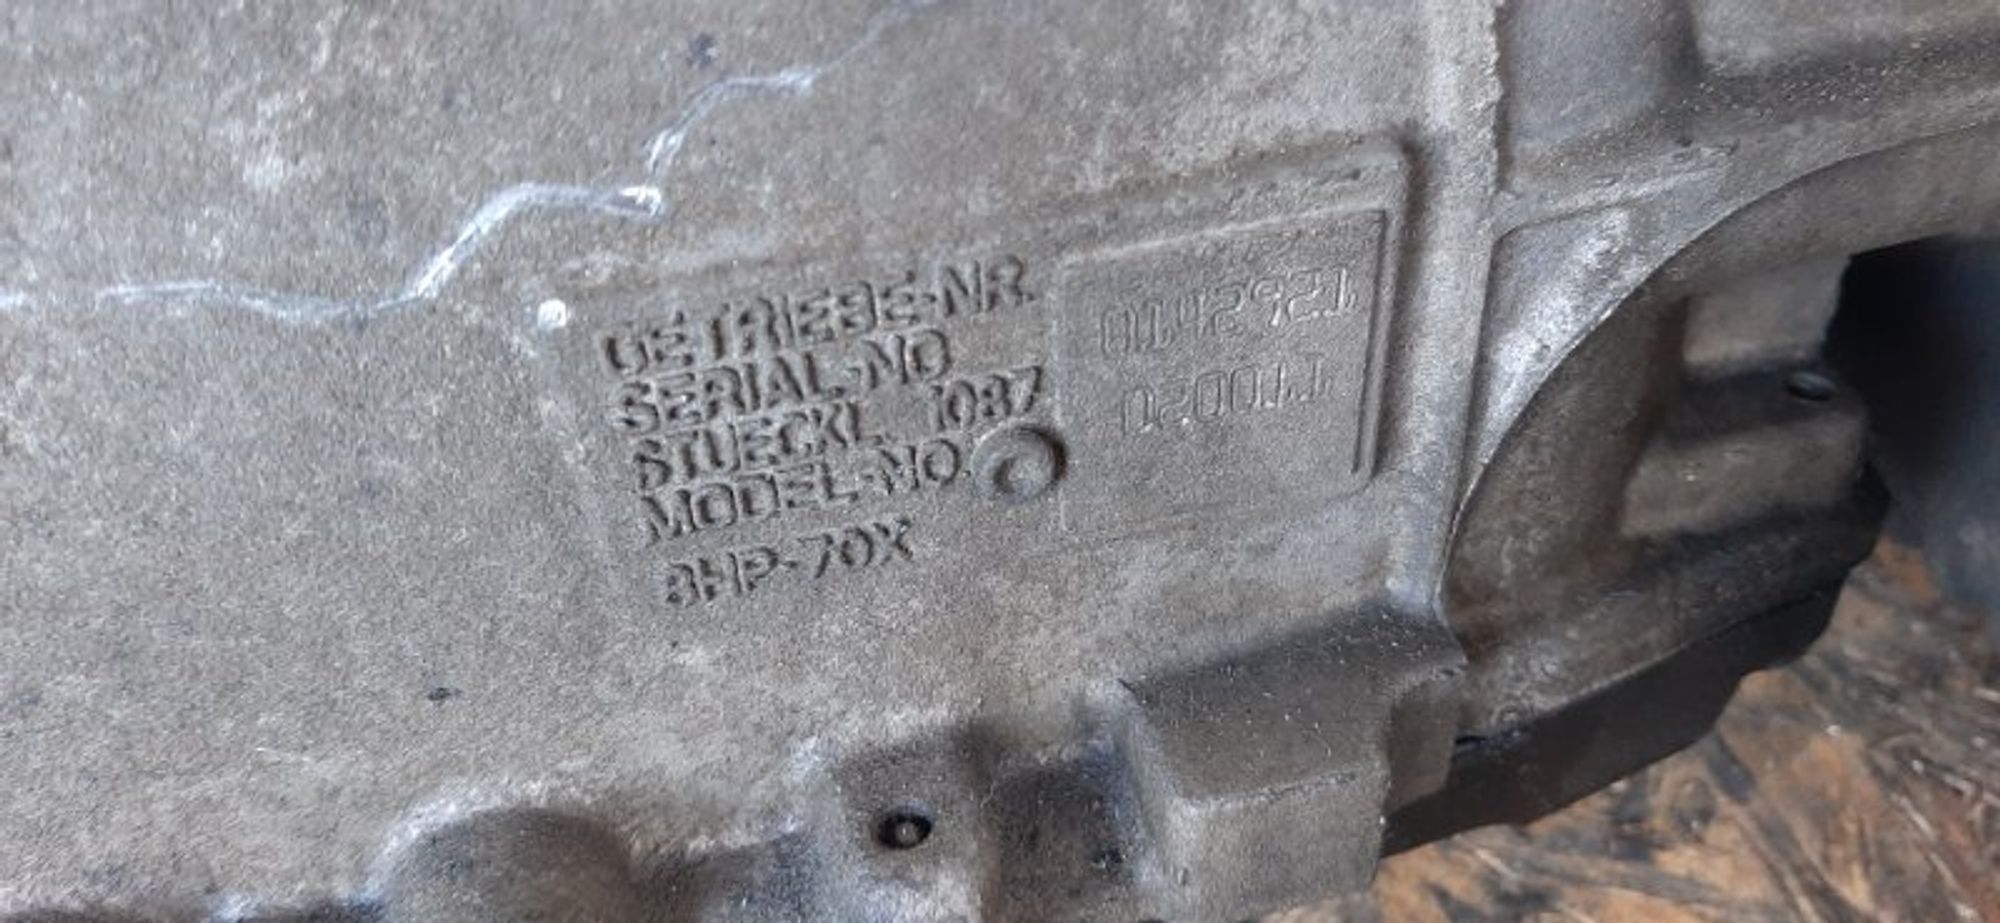 GETRIEBE-NR.
SERIAL-NO
STUECKL. 1087
MODEL-NO.
8HP-70X